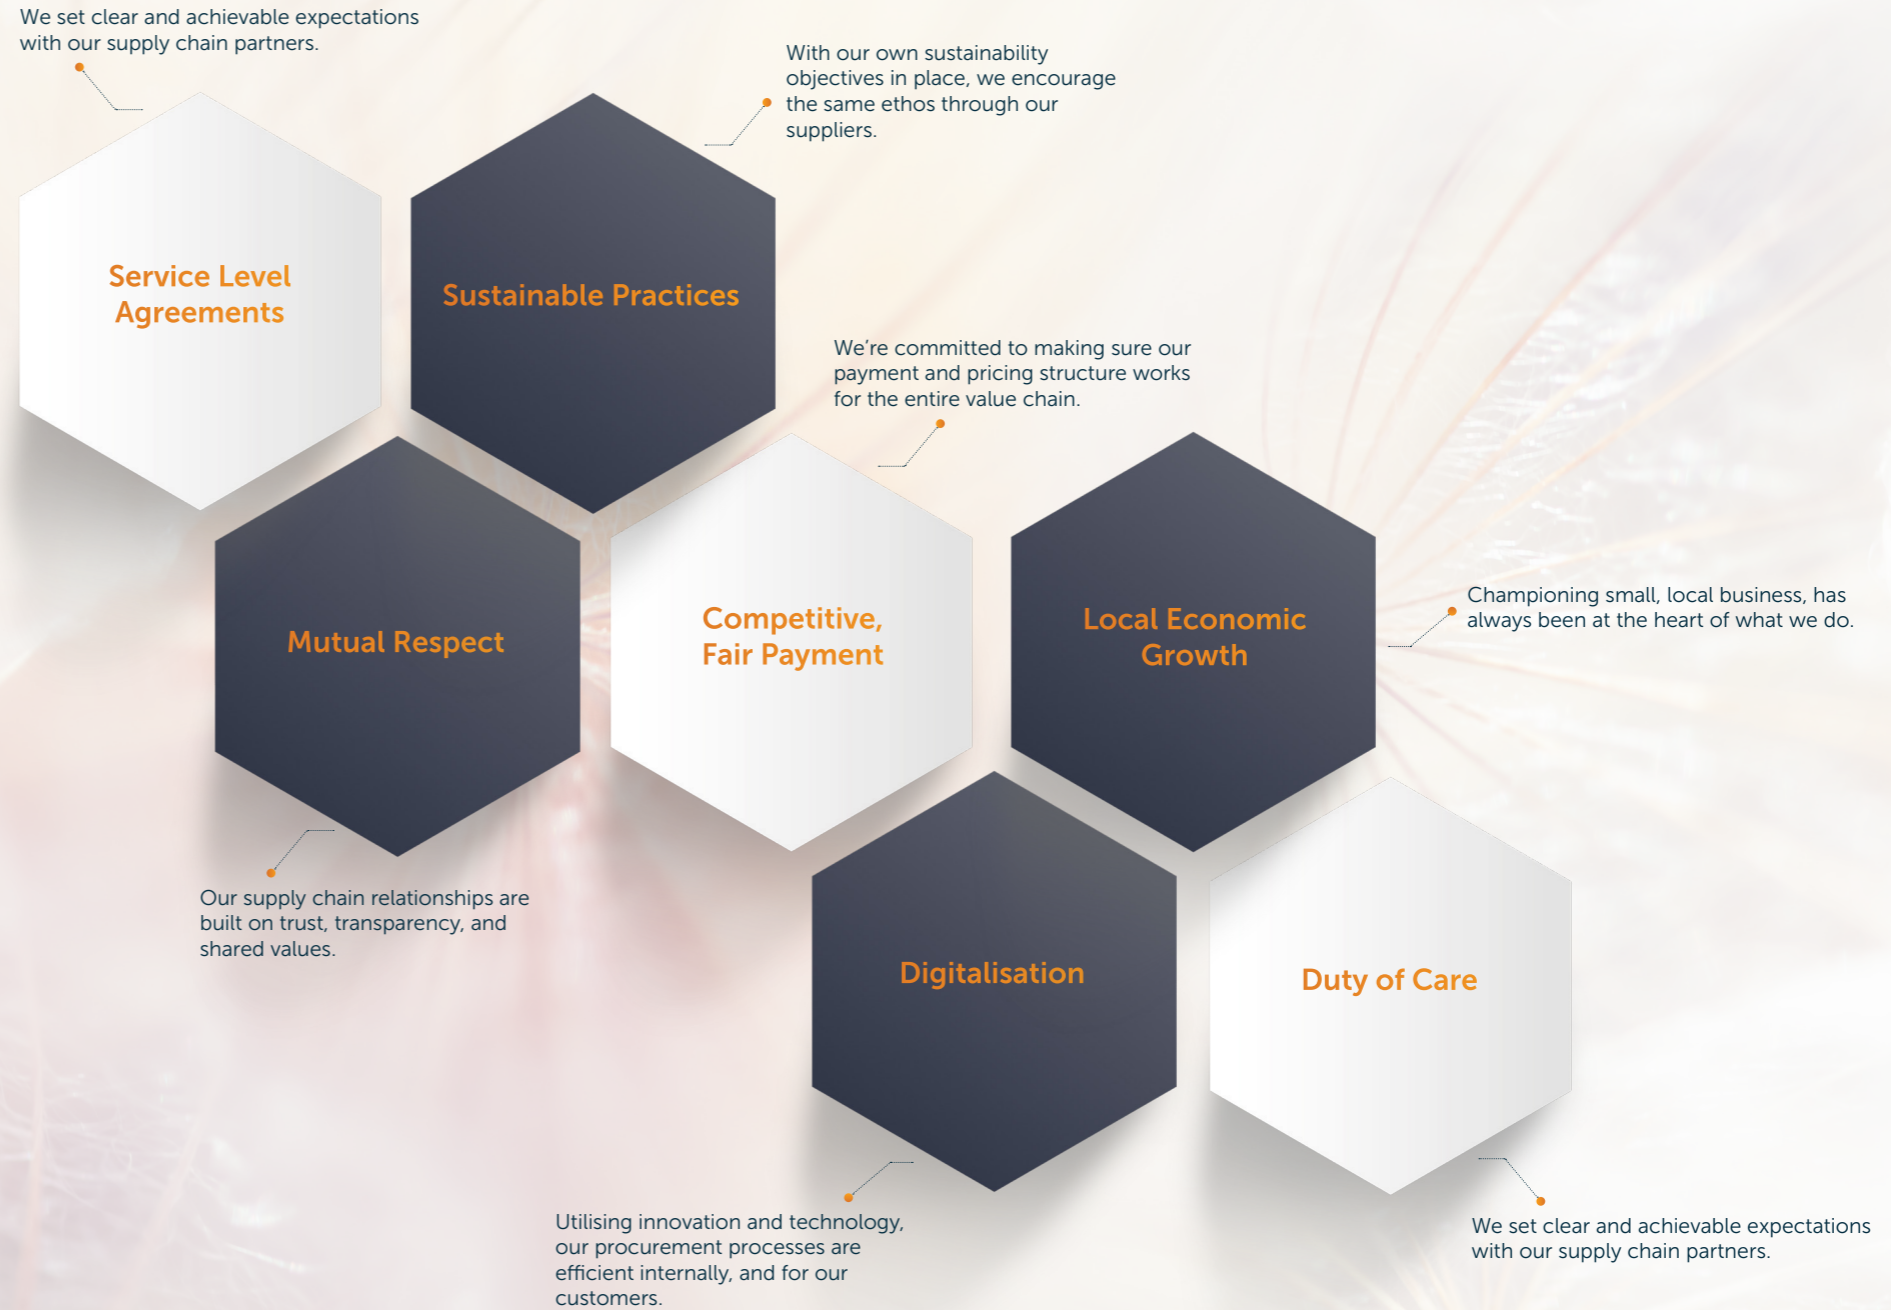 We set clear and achievable expectations
with our supply chain partners.
With our own sustainability
objectives in place, we encourage
the same ethos through our
suppliers.
Service Level
Agreements
Sustainable Practices
We're committed to making sure our
payment and pricing structure works
for the entire value chain.
Mutual Respect
Competitive,
Fair Payment
Local Economic
Growth
Championing small, local business, has
always been at the heart of what we do.
Our supply chain relationships are
built on trust, transparency, and
shared values.
Digitalisation
Duty of Care
Utilising innovation and technology,
our procurement processes are
efficient internally, and for our
customers.
We set clear and achievable expectations
with our supply chain partners.